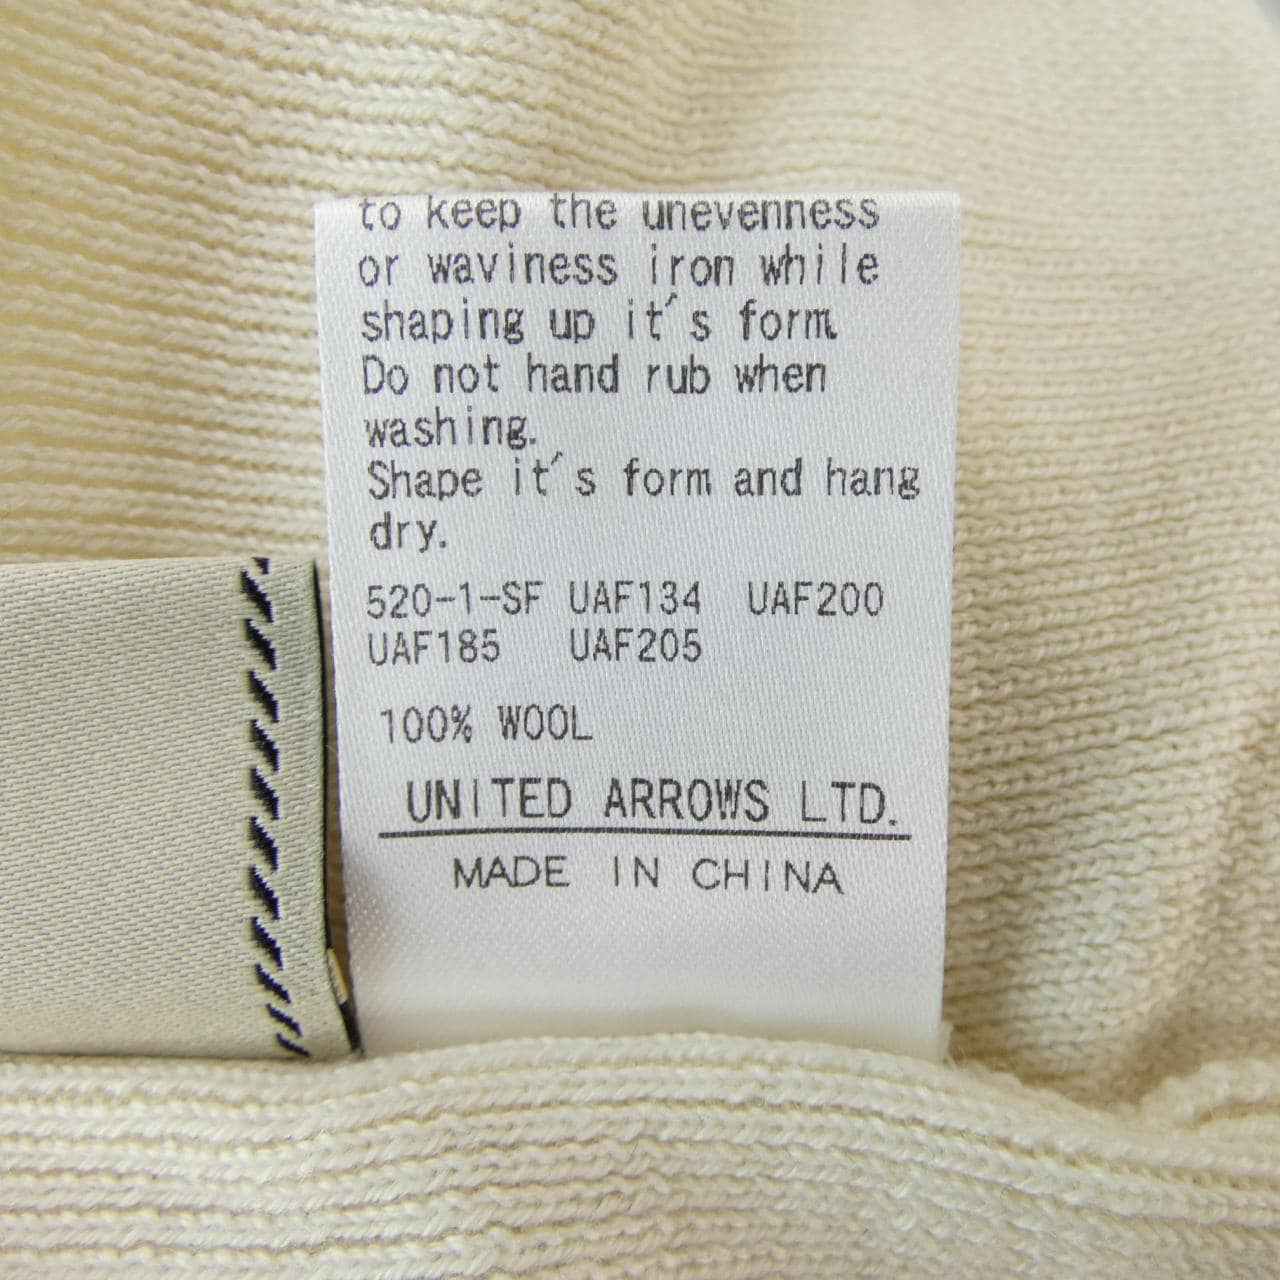 to keep the unevenness
or waviness iron while
shaping up it's form.
Do not hand rub when
washing.
Shape it's form and hang
dry.
520-1-SF UAF134 UAF200
UAF185 UAF205
100% WOOL
UNITED ARROWS LTD.
MADE IN CHINA